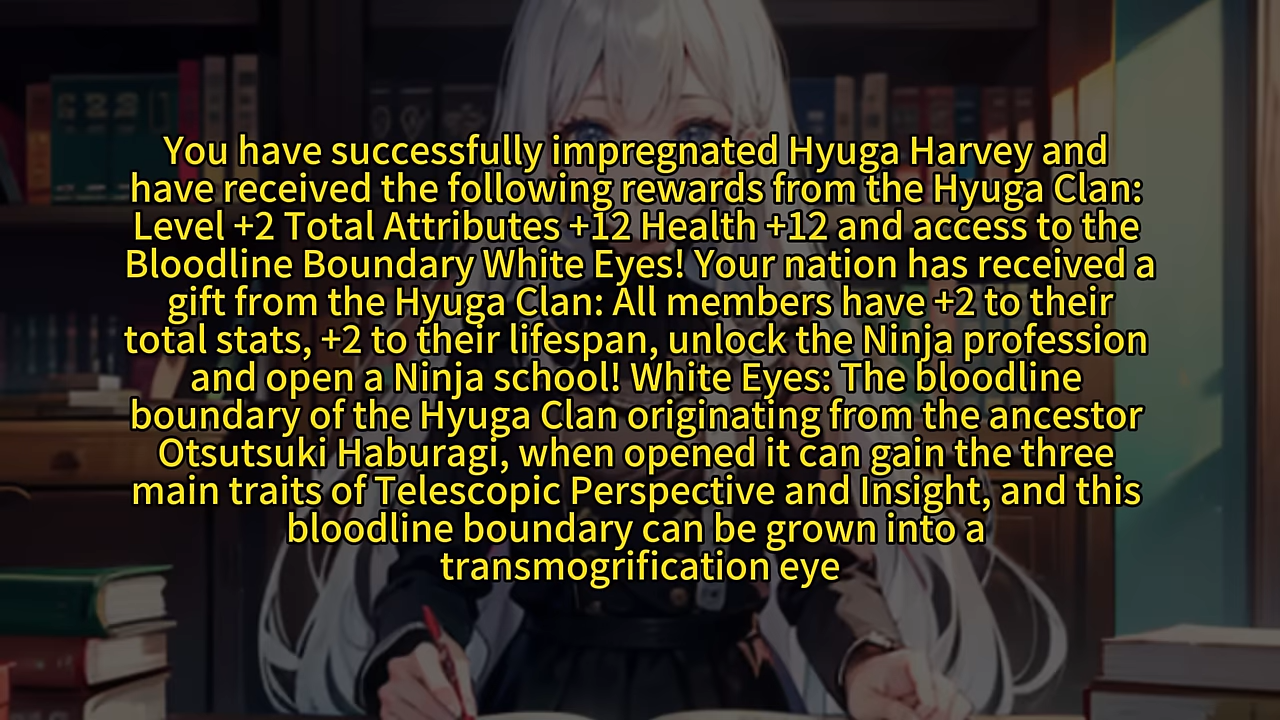 You have successfully impregnated Hyuga Harvey and
have received the following rewards from the Hyuga Clan:
Level +2 Total Attributes +12 Health +12 and access to the
Bloodline Boundary White Eyes! Your nation has received a
gift from the Hyuga Clan: All members have +2 to their
total stats, +2 to their lifespan, unlock the Ninja profession
and open a Ninja school! White Eyes: The bloodline
boundary of the Hyuga Clan originating from the ancestor
Otsutsuki Haburagi, when opened it can gain the three
main traits of Telescopic Perspective and Insight, and this
bloodline boundary can be grown into a
transmogrification eye